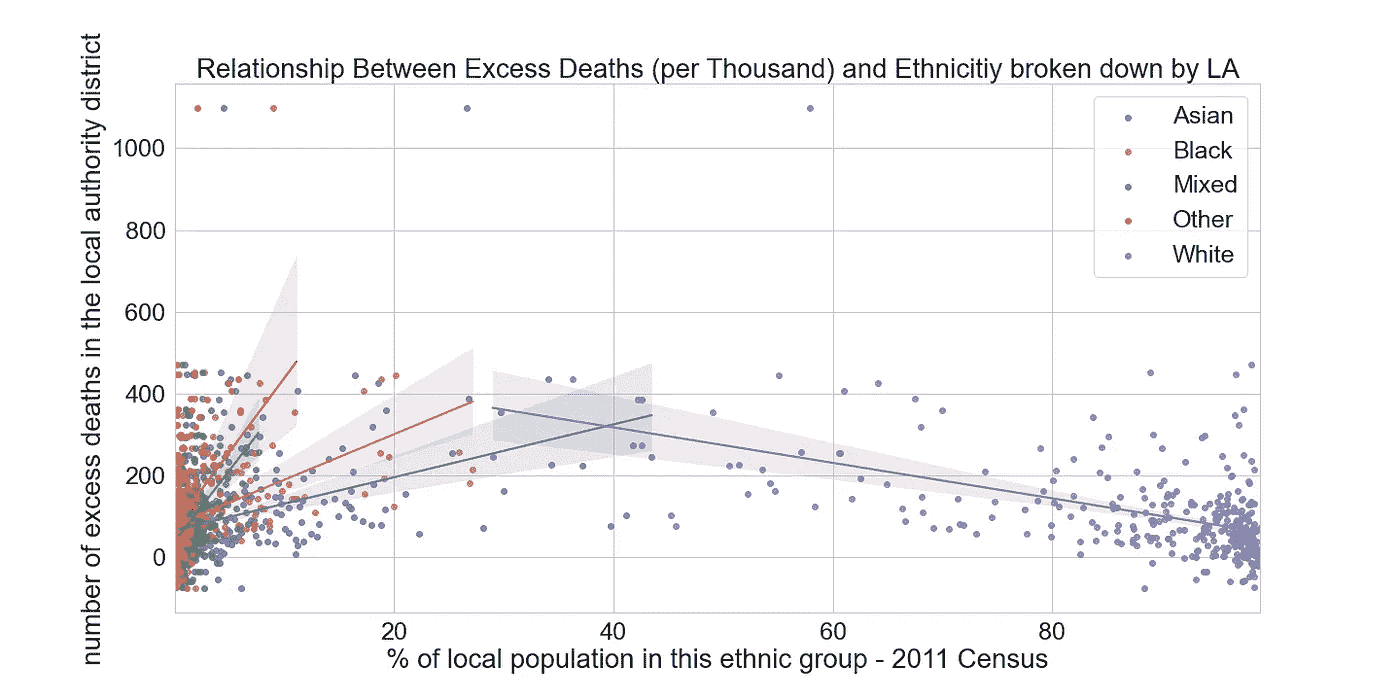 Relationship Between Excess Deaths (per Thousand) and Ethnicitiy broken down by LA
number of excess deaths in the local authority district
1000
800
600
400
200
0
Asian
Black
Mixed
Other
White
20 40 60 80
% of local population in this ethnic group - 2011 Census